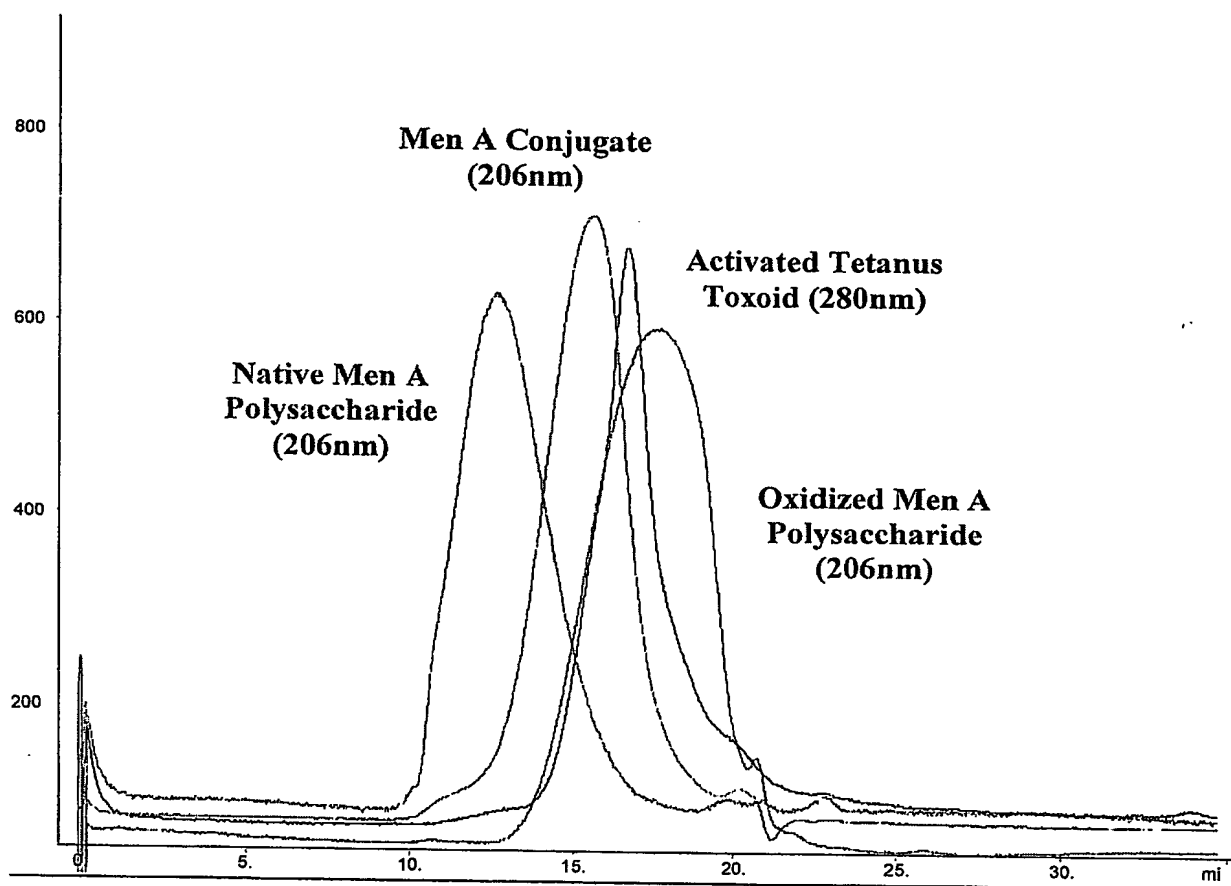 800
Men A Conjugate
(206nm)
Activated Tetanus
Toxoid (280nm)
600
Native Men A
Polysaccharide
(206nm)
Oxidized Men A
Polysaccharide
(206nm)
400
200
0 5. 10. 15. 20. 25. 30. mi